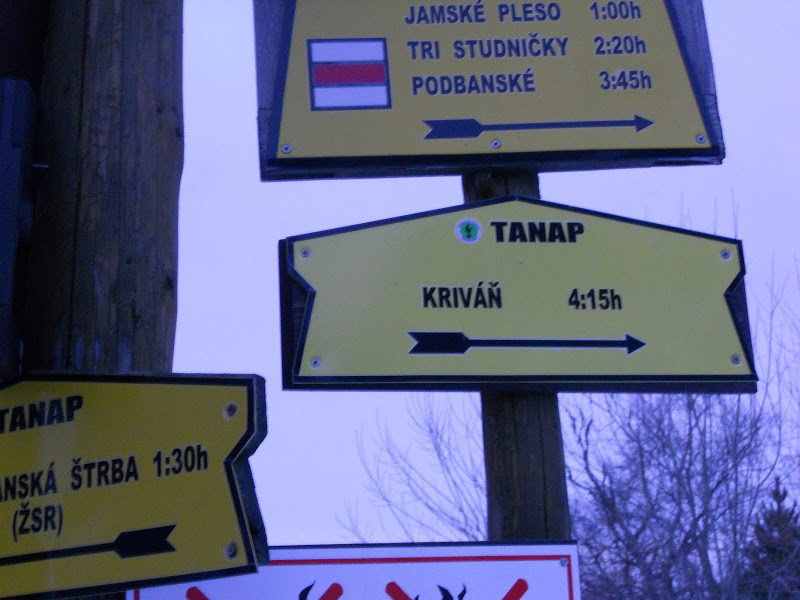 JAMSKÉ PLESO 1:00h
TRI STUDNIČKY 2:20h
PODBANSKÉ 3:45h
TANAP
KRIVÁŇ 4:15h
TANAP
ANSKÁ ŠTRBA 1:30h
(ŽSR)